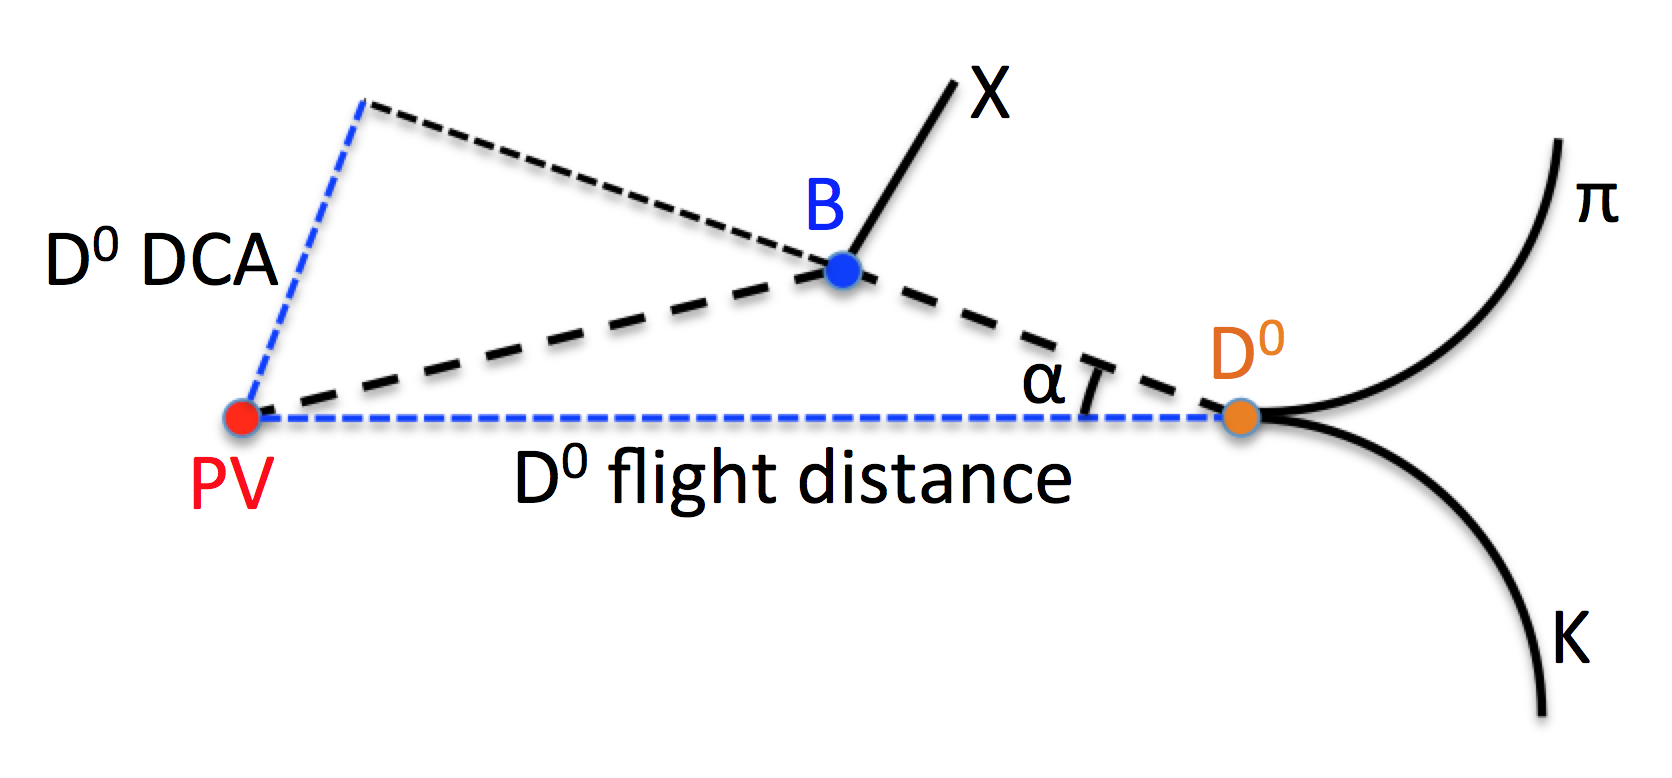 X
B
π
D⁰ DCA
D⁰
α
PV
D⁰ flight distance
K